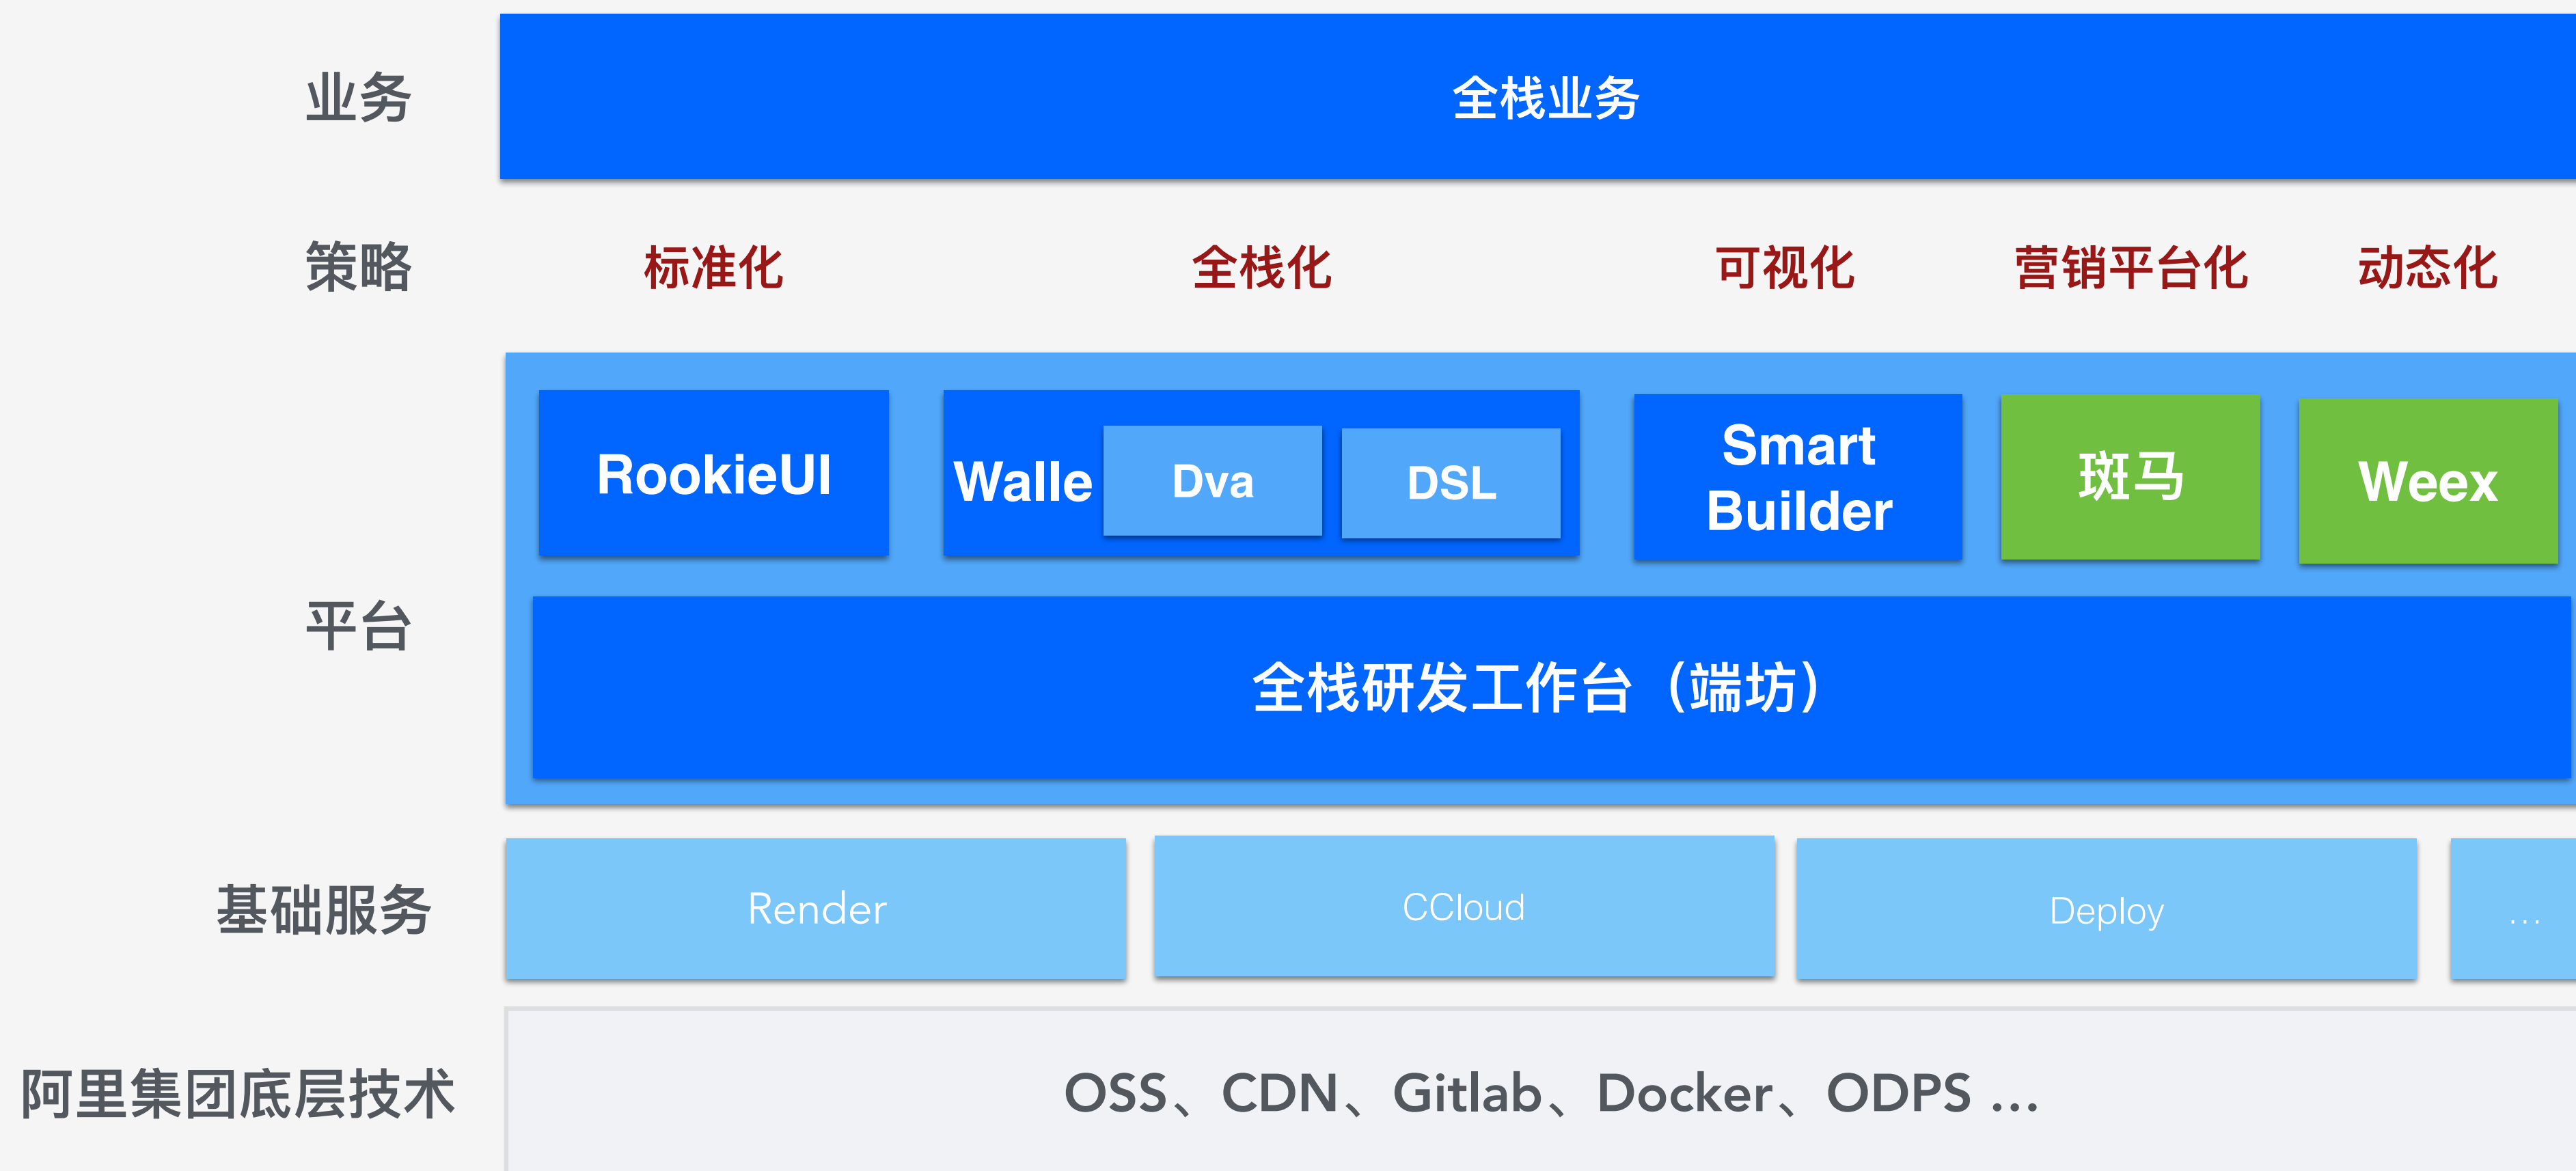 业务
全栈业务
策略
标准化
全栈化
可视化
营销平台化
动态化
平台
RookieUI
Walle
Dva
DSL
Smart
Builder
斑马
Weex
全栈研发工作台（端坊）
基础服务
Render
CCloud
Deploy
...
阿里集团底层技术
OSS、CDN、Gitlab、Docker、ODPS ...